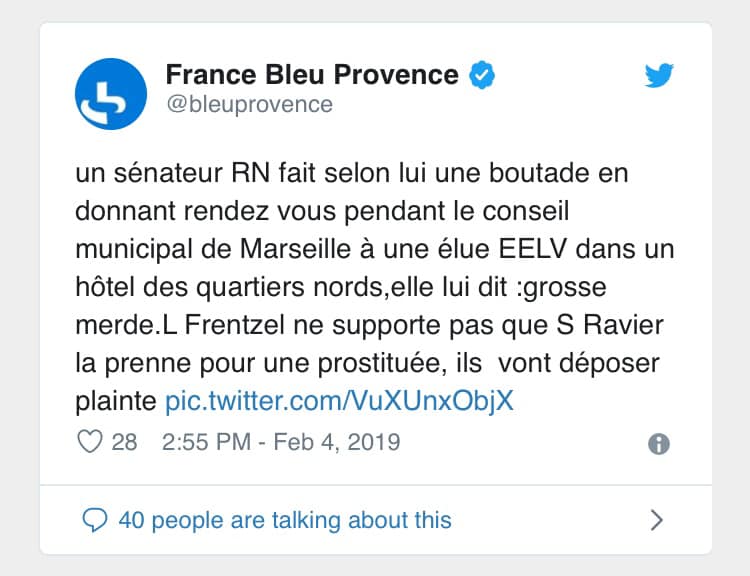 France Bleu Provence
@bleuprovence
un sénateur RN fait selon lui une boutade en
donnant rendez vous pendant le conseil
municipal de Marseille à une élue EELV dans un
hôtel des quartiers nords,elle lui dit :grosse
merde.L Frentzel ne supporte pas que S Ravier
la prenne pour une prostituée, ils  vont déposer
plainte pic.twitter.com/VuXUnxObjX
28 2:55 PM - Feb 4, 2019
40 people are talking about this